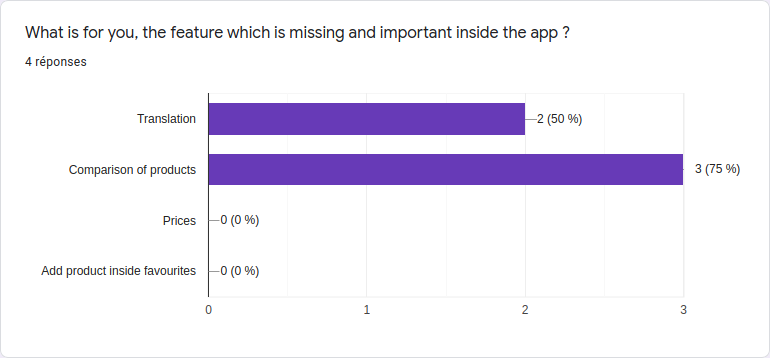 What is for you, the feature which is missing and important inside the app ?
4 réponses
Translation
2 (50 %)
Comparison of products
3 (75 %)
Prices
0 (0 %)
Add product inside favourites
0 (0 %)
0 1 2 3